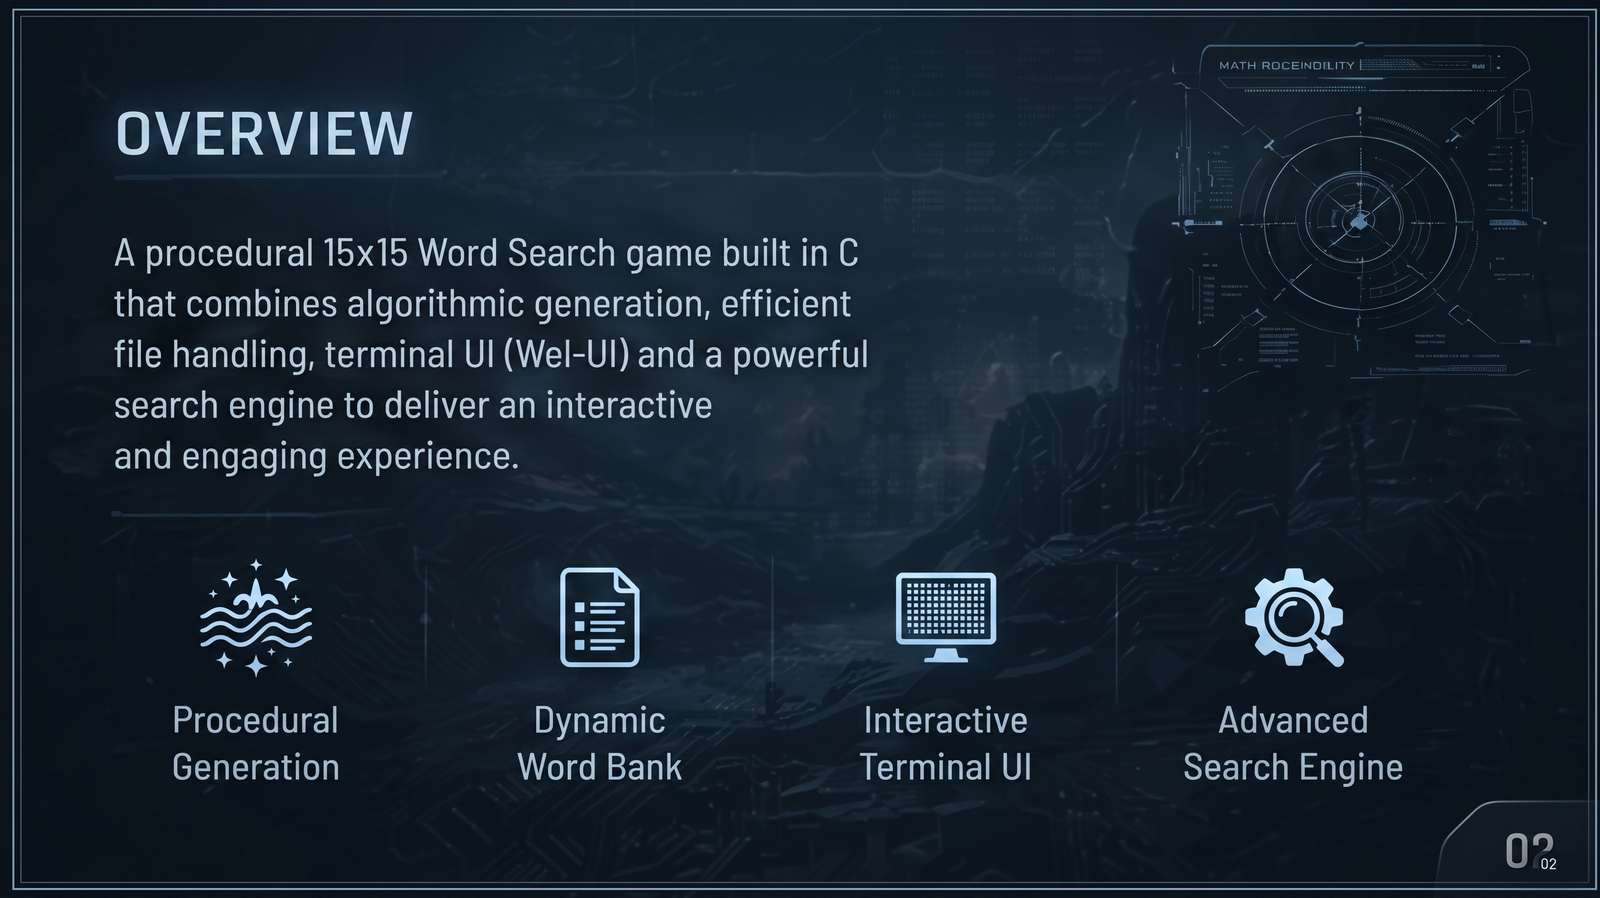 MATH ROCEINDILITY
OVERVIEW
A procedural 15x15 Word Search game built in C
that combines algorithmic generation, efficient
file handling, terminal UI (Wel-UI) and a powerful
search engine to deliver an interactive
and engaging experience.
Procedural
Generation
Dynamic
Word Bank
Interactive
Terminal UI
Advanced
Search Engine
02
02